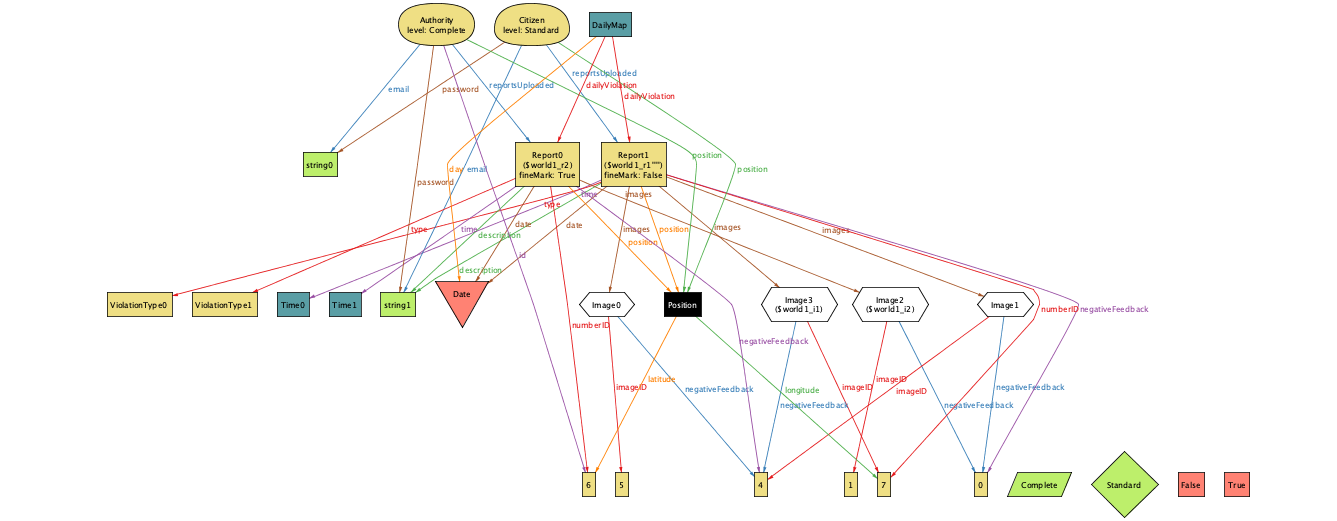 Authority
level: Complete
Citizen
level: Standard
DailyMap
reportsUploaded
dailyViolation
email
password
reportsUploaded
dailyViolation
string0
Report0
($world1_r2)
fineMark: True
Report1
($world1_r1""")
fineMark: False
position
day
email
position
password
time
images
type
type
time
description
date
date
images
position
position
images
images
id
description
ViolationType0
ViolationType1
Time0
Time1
string1
Date
Image0
Position
Image3
($world1_i1)
Image2
($world1_i2)
Image1
numberID
negativeFeedback
numberID
negativeFeedback
latitude
imageID
negativeFeedback
longitude
imageID
imageID
imageID
negativeFeedback
negativeFeedback
negativeFeedback
6
5
4
1
7
0
Complete
Standard
False
True